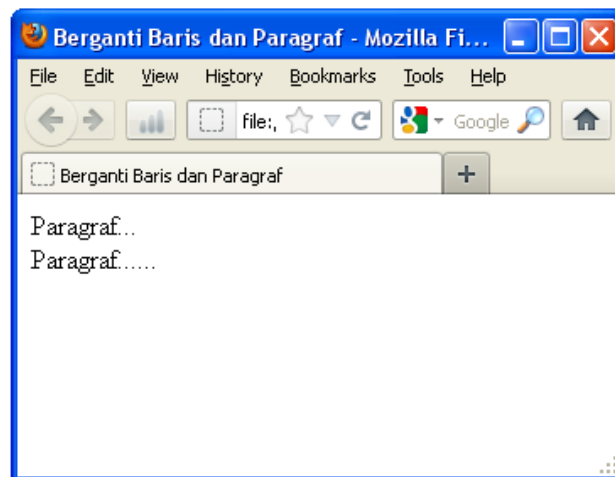 Berganti Baris dan Paragraf - Mozilla Fi...
File Edit View History Bookmarks Tools Help
file:, Google
Berganti Baris dan Paragraf
Paragraf...
Paragraf......